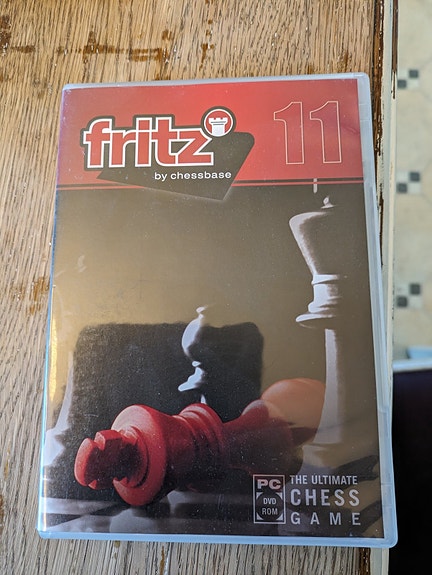 fritz
11
by chessbase
PC
DVD
ROM
THE ULTIMATE
CHESS
GAME